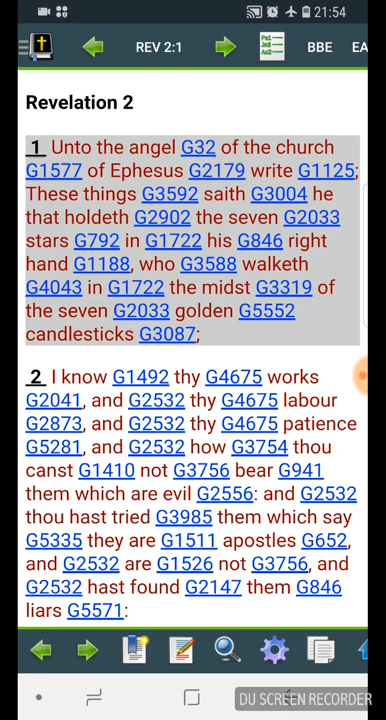 21:54
REV 2:1 BBE EA
Revelation 2
1 Unto the angel G32 of the church
G1577 of Ephesus G2179 write G1125;
These things G3592 saith G3004 he
that holdeth G2902 the seven G2033
stars G792 in G1722 his G846 right
hand G1188, who G3588 walketh
G4043 in G1722 the midst G3319 of
the seven G2033 golden G5552
candlesticks G3087;
2 I know G1492 thy G4675 works
G2041, and G2532 thy G4675 labour
G2873, and G2532 thy G4675 patience
G5281, and G2532 how G3754 thou
canst G1410 not G3756 bear G941
them which are evil G2556: and G2532
thou hast tried G3985 them which say
G5335 they are G1511 apostles G652,
and G2532 are G1526 not G3756, and
G2532 hast found G2147 them G846
liars G5571:
DU SCREEN RECORDER